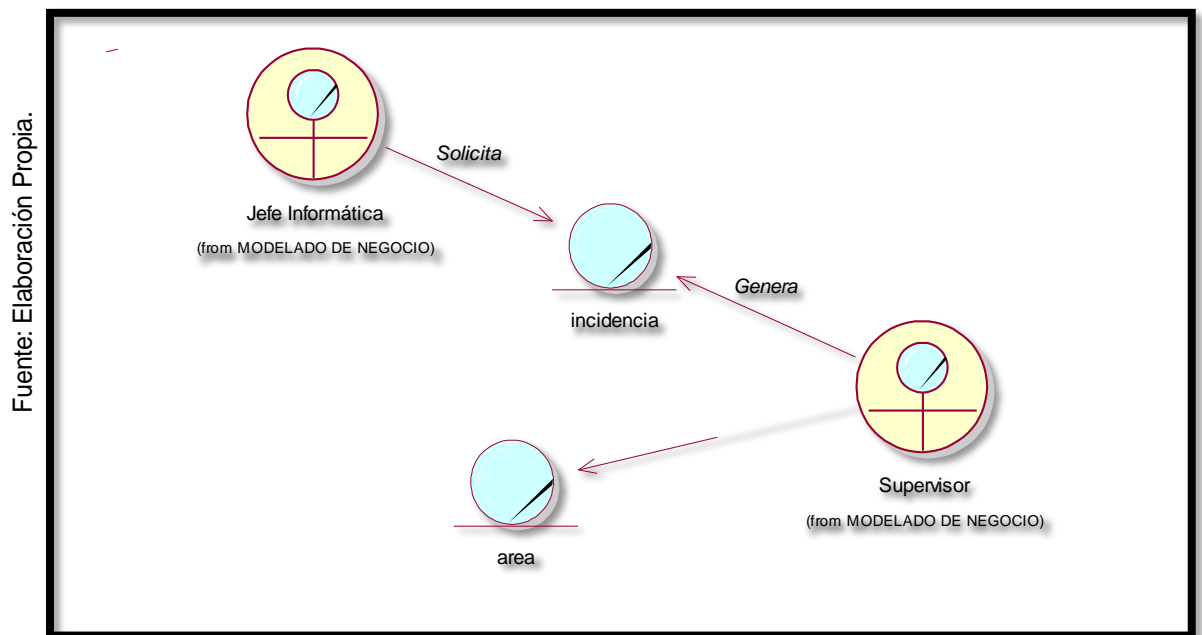 Fuente: Elaboración Propia.
Solicita
Jefe Informática
(from MODELADO DE NEGOCIO)
Genera
incidencia
Supervisor
(from MODELADO DE NEGOCIO)
area